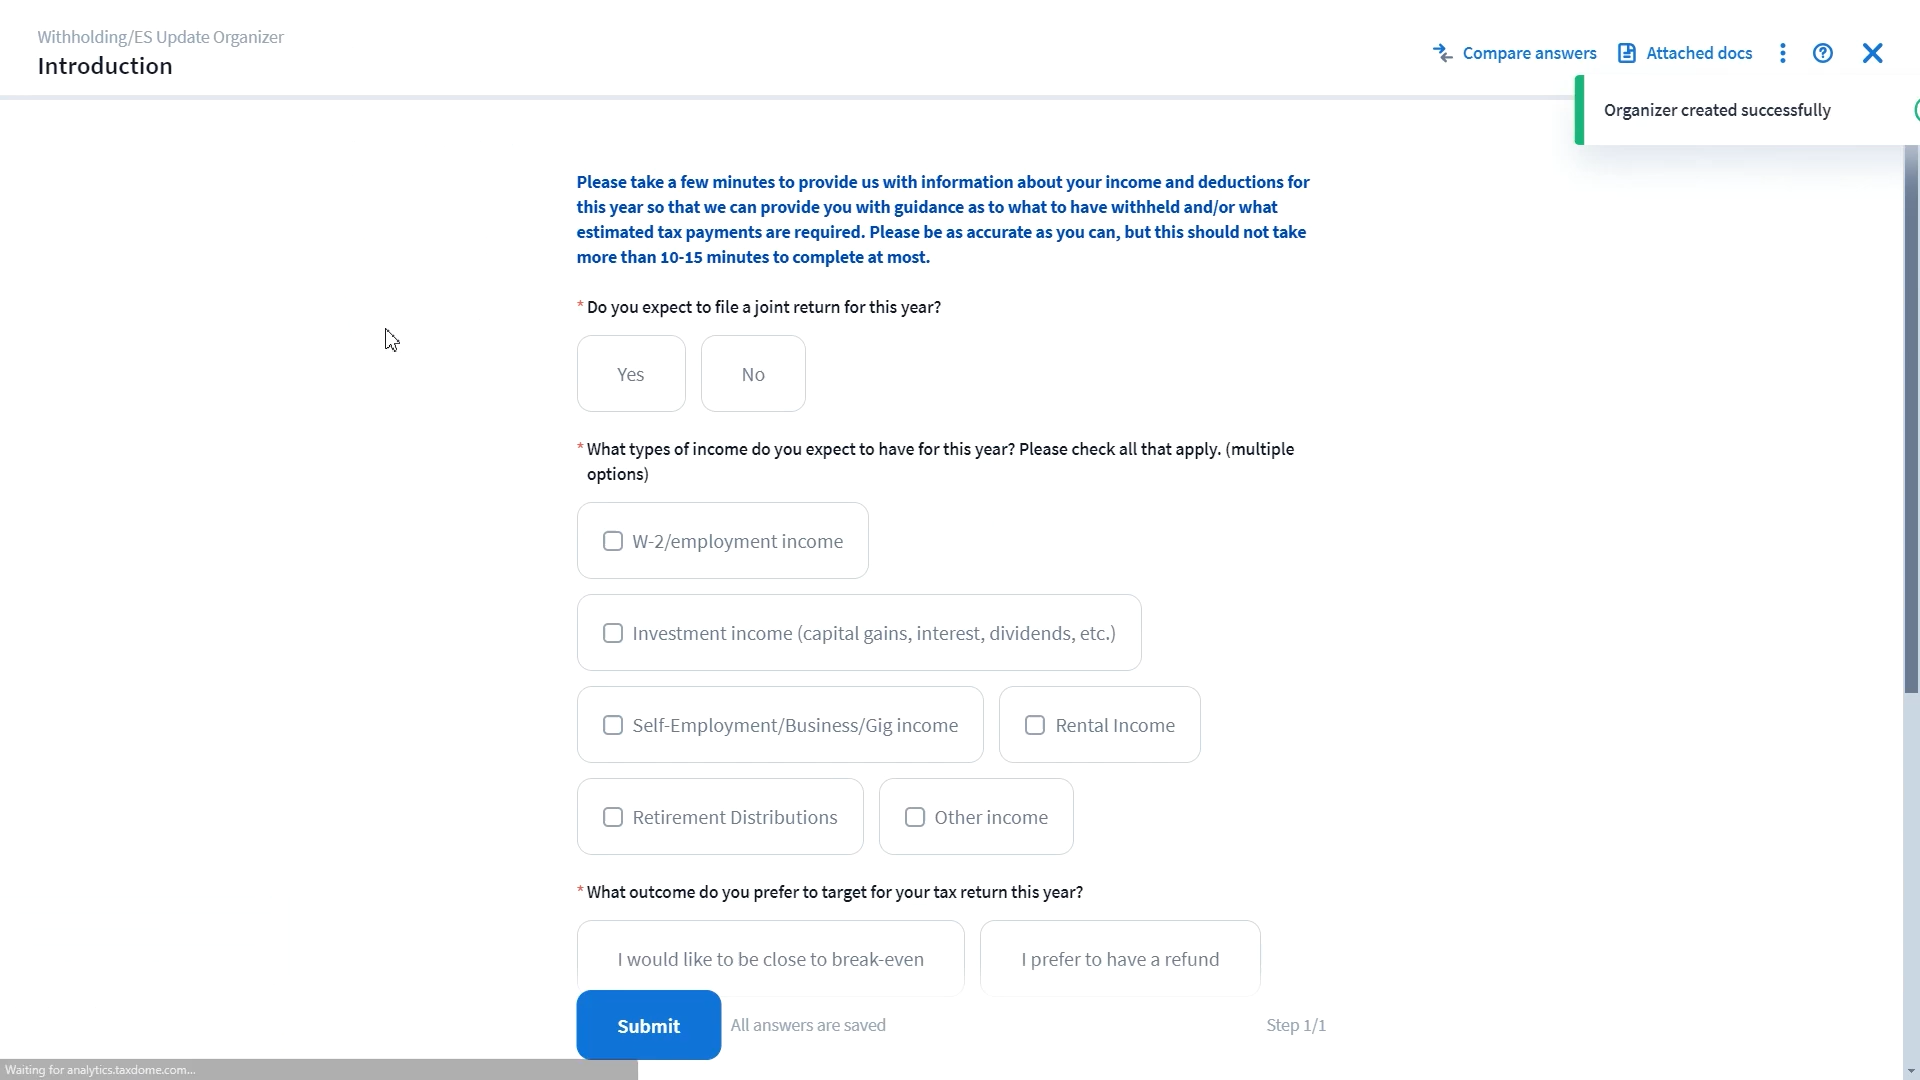 Withholding/ES Update Organizer
Introduction
Compare answers
Attached docs
Organizer created successfully
Please take a few minutes to provide us with information about your income and deductions for
this year so that we can provide you with guidance as to what to have withheld and/or what
estimated tax payments are required. Please be as accurate as you can, but this should not take
more than 10-15 minutes to complete at most.
* Do you expect to file a joint return for this year?
Yes
No
* What types of income do you expect to have for this year? Please check all that apply. (multiple
options)
W-2/employment income
Investment income (capital gains, interest, dividends, etc.)
Self-Employment/Business/Gig income
Rental Income
Retirement Distributions
Other income
* What outcome do you prefer to target for your tax return this year?
I would like to be close to break-even
I prefer to have a refund
Submit
All answers are saved
Step 1/1
Waiting for analytics.taxdome.com...